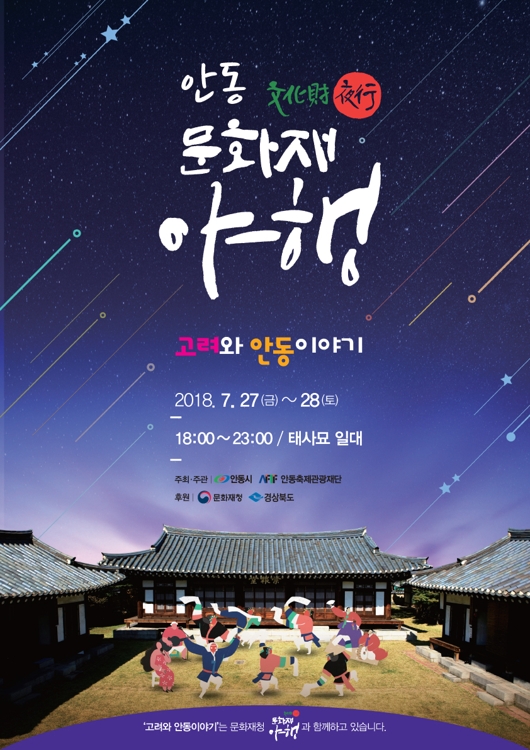 안동 文化財 夜行
문화재
야행
고려와 안동이야기
2018. 7. 27(금) ~ 28(토)
18:00~23:00 / 태사묘 일대
주최·주관 | 안동시 AFTF 안동축제관광재단
후원 | 문화재청 경상북도
'고려와 안동이야기'는 문화재청 문화재 야행 과 함께하고 있습니다.